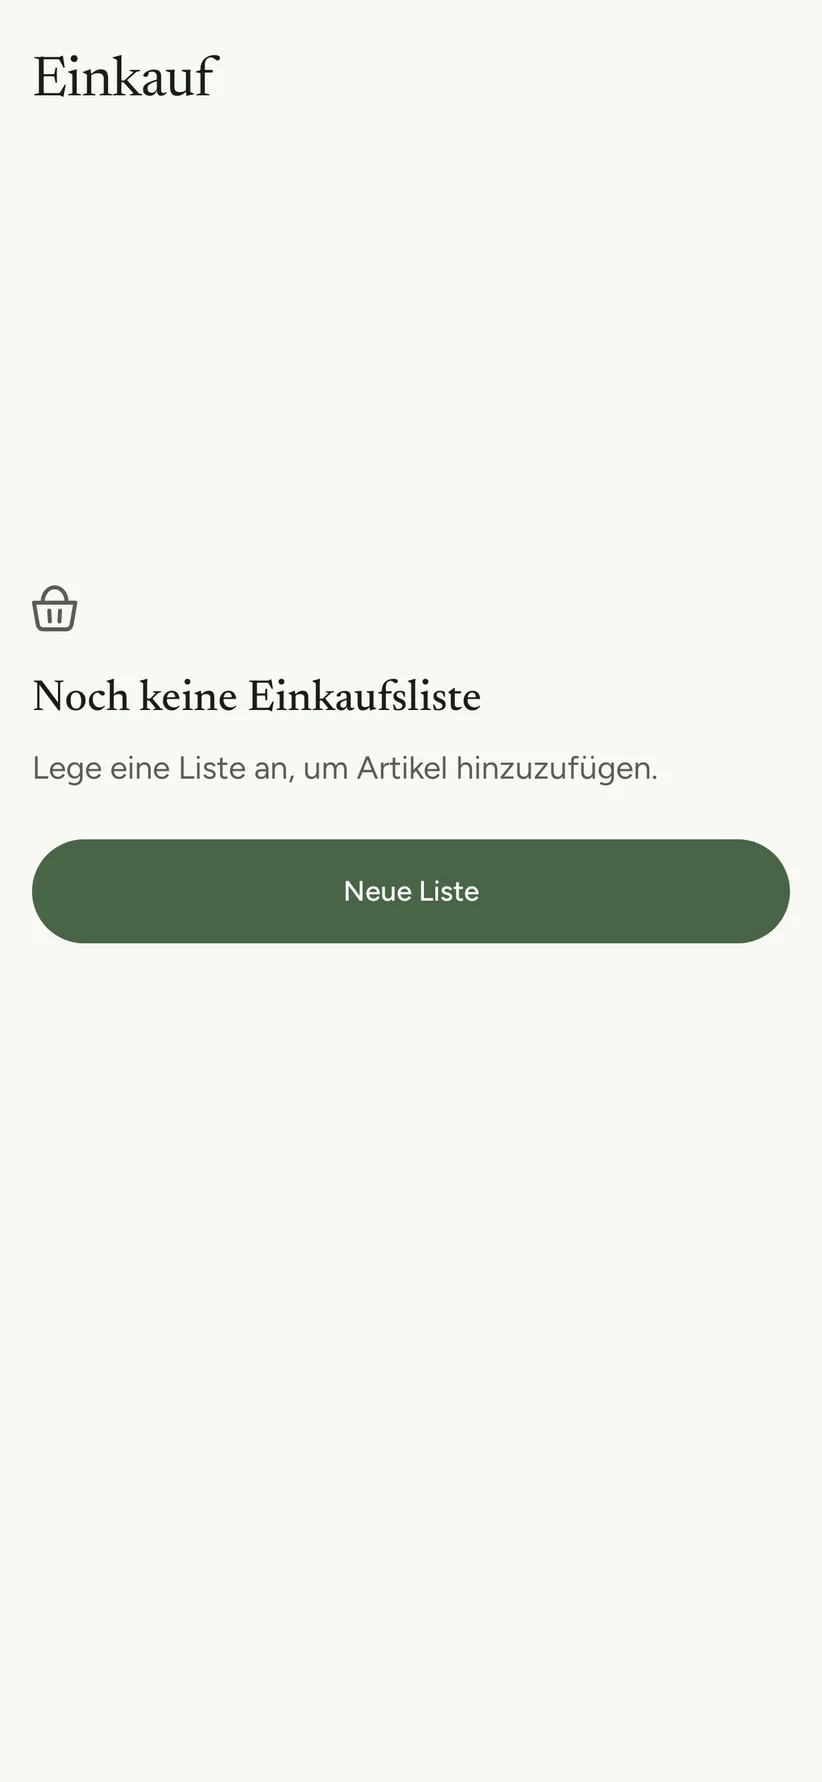 Einkauf
Noch keine Einkaufsliste
Lege eine Liste an, um Artikel hinzuzufügen.
Neue Liste